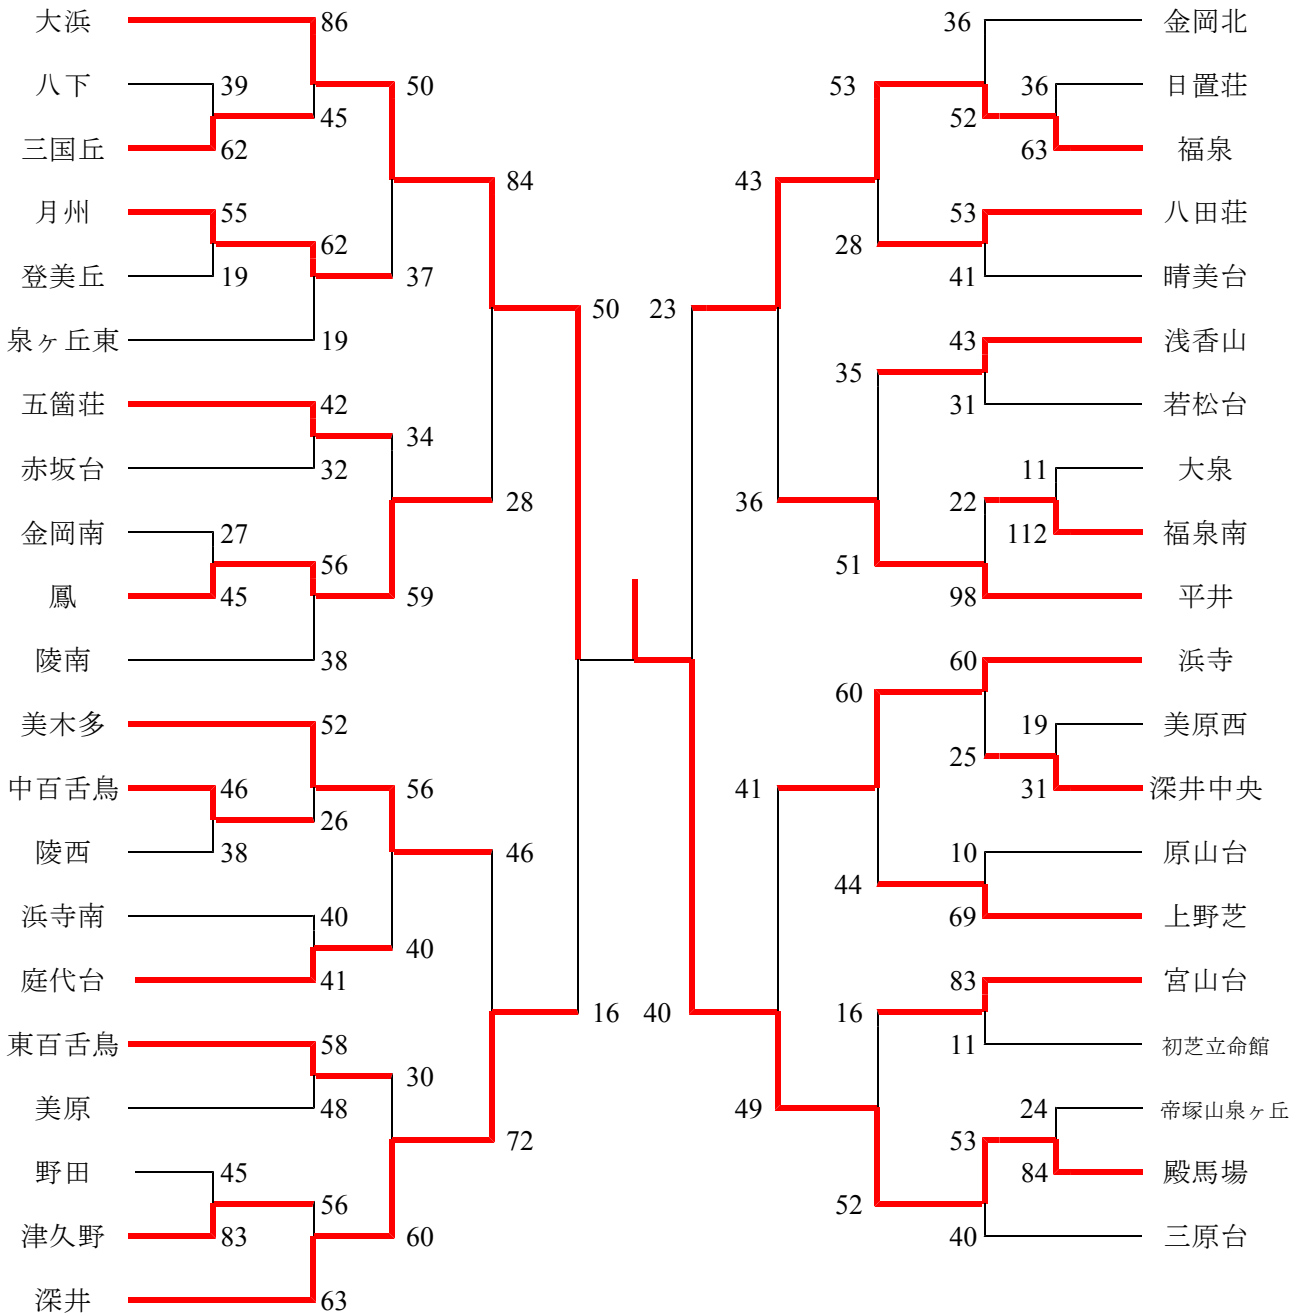 大浜 86 36 金岡北
八下 39 50 53 36 日置荘
45 52
三国丘 62 63 福泉
84 43
月州 55 53 八田荘
62 28
登美丘 19 37 41 晴美台
50 23
泉ヶ丘東 19 43 浅香山
35
五箇荘 42 31 若松台
34
赤坂台 32 11 大泉
28 36 22
金岡南 27 112 福泉南
56 51
鳳 45 59 98 平井
陵南 38 60 浜寺
60
美木多 52 19 美原西
25
中百舌鳥 46 56 41 31 深井中央
26
陵西 38 46 10 原山台
44
浜寺南 40 69 上野芝
40
庭代台 41 83 宮山台
16 40 16
東百舌鳥 58 11 初芝立命館
30
美原 48 49 24 帝塚山泉ヶ丘
72 53
野田 45 84 殿馬場
56 52
津久野 83 60 40 三原台
深井 63